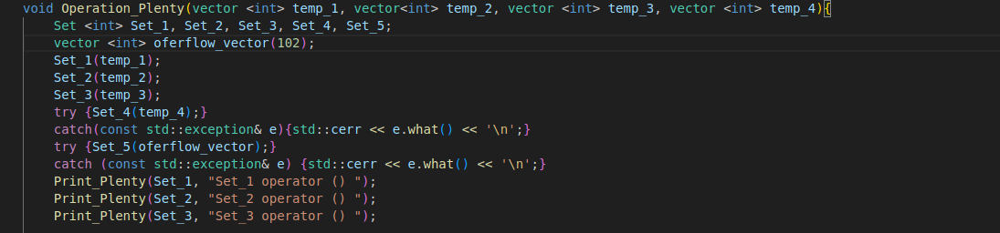 void Operation_Plenty(vector <int> temp_1, vector<int> temp_2, vector <int> temp_3, vector <int> temp_4){
Set <int> Set_1, Set_2, Set_3, Set_4, Set_5;
vector <int> oferflow_vector(102);
Set_1(temp_1);
Set_2(temp_2);
Set_3(temp_3);
try {Set_4(temp_4);}
catch(const std::exception& e){std::cerr << e.what() << '\n';}
try {Set_5(oferflow_vector);}
catch (const std::exception& e) {std::cerr << e.what() << '\n';}
Print_Plenty(Set_1, "Set_1 operator () ");
Print_Plenty(Set_2, "Set_2 operator () ");
Print_Plenty(Set_3, "Set_3 operator () ");